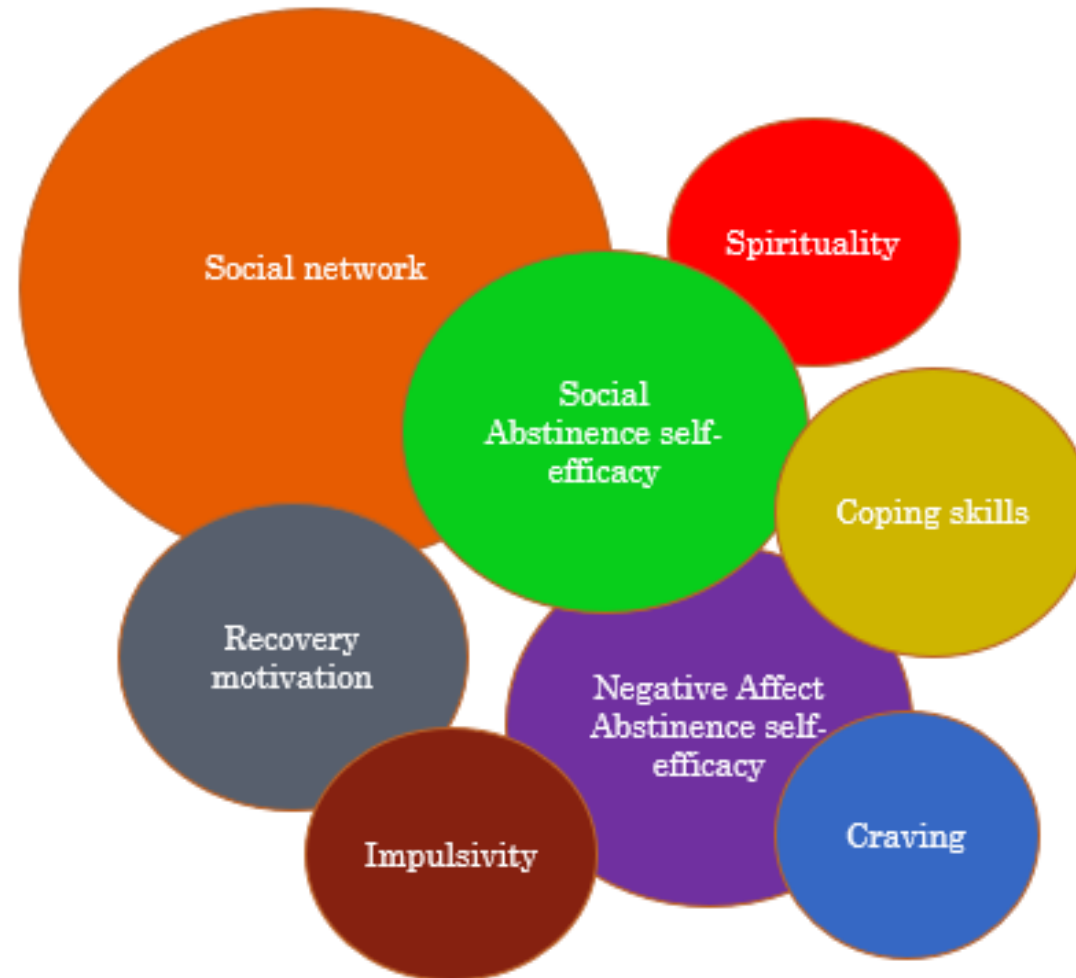 Spirituality
Social network
Social
Abstinence self-
efficacy
Coping skills
Recovery
motivation
Negative Affect
Abstinence self-
efficacy
Craving
Impulsivity